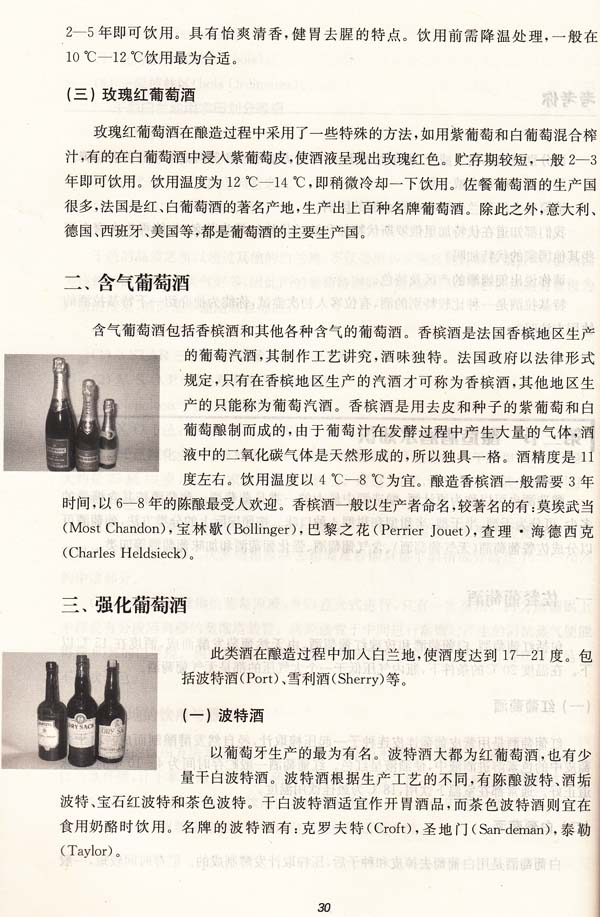 2—5年即可饮用。具有怡爽清香,健胃去腥的特点。饮用前需降温处理,一般在
10 ℃—12 ℃饮用最为合适。
(三) 玫瑰红葡萄酒
玫瑰红葡萄酒在酿造过程中采用了一些特殊的方法,如用紫葡萄和白葡萄混合榨
汁,有的在白葡萄酒中浸入紫葡萄皮,使酒液呈现出玫瑰红色。贮存期较短,一般2—3
年即可饮用。饮用温度为12 ℃—14 ℃,即稍微冷却一下饮用。佐餐葡萄酒的生产国
很多,法国是红、白葡萄酒的著名产地,生产出上百种名牌葡萄酒。除此之外,意大利、
德国、西班牙、美国等,都是葡萄酒的主要生产国。
二、含气葡萄酒
含气葡萄酒包括香槟酒和其他各种含气的葡萄酒。香槟酒是法国香槟地区生产
的葡萄汽酒,其制作工艺讲究,酒味独特。法国政府以法律形式
规定,只有在香槟地区生产的汽酒才可称为香槟酒,其他地区生
产的只能称为葡萄汽酒。香槟酒是用去皮和种子的紫葡萄和白
葡萄酿制而成的,由于葡萄汁在发酵过程中产生大量的气体,酒
液中的二氧化碳气体是天然形成的,所以独具一格。酒精度是11
度左右。饮用温度以4 ℃—8 ℃为宜。酿造香槟酒一般需要3年
时间,以6—8年的陈酿最受人欢迎。香槟酒一般以生产者命名,较著名的有:莫埃武当
(Most Chandon),宝林歇(Bollinger),巴黎之花(Perrier Jouet),查理·海德西克
(Charles Heldsieck)。
三、强化葡萄酒
此类酒在酿造过程中加入白兰地,使酒度达到17—21度。包
括波特酒(Port)、雪利酒(Sherry)等。
(一) 波特酒
以葡萄牙生产的最为有名。波特酒大都为红葡萄酒,也有少
量干白波特酒。波特酒根据生产工艺的不同,有陈酿波特、酒垢
波特、宝石红波特和茶色波特。干白波特酒适宜作开胃酒品,而茶色波特酒则宜在
食用奶酪时饮用。名牌的波特酒有:克罗夫特(Croft),圣地门(San-deman),泰勒
(Taylor)。
DRY SACK
DRY SACK
30